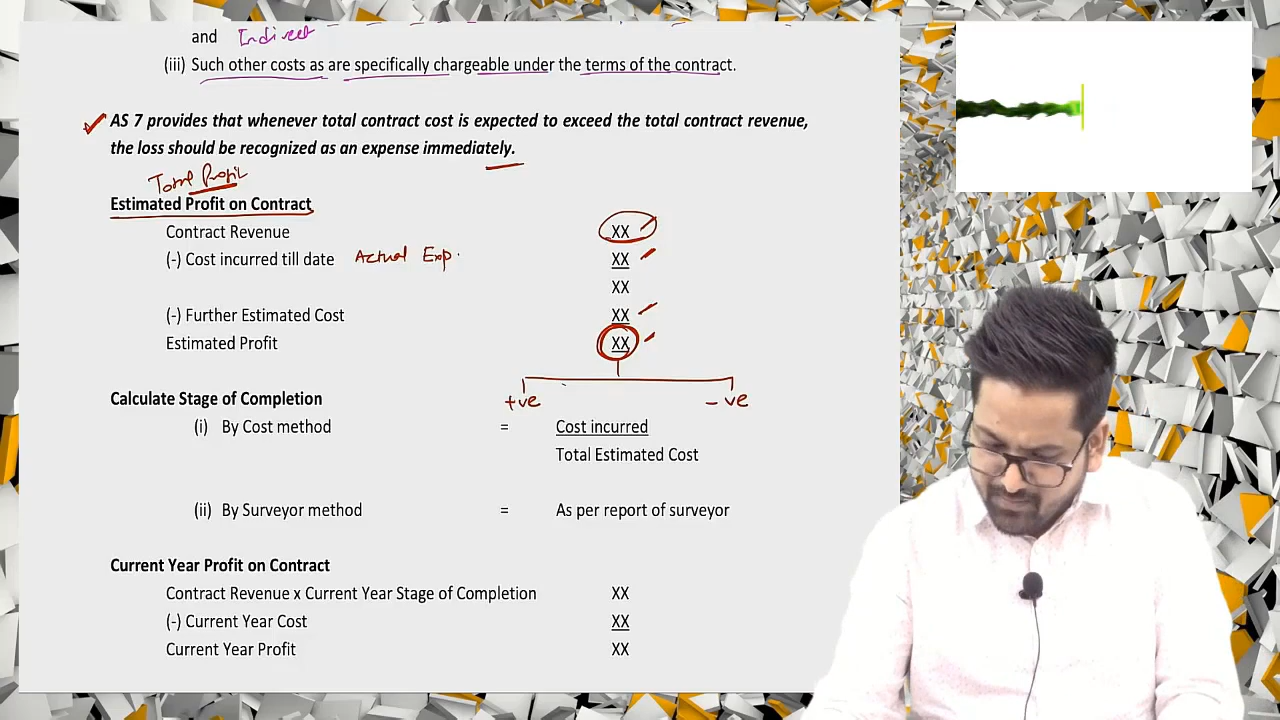 and Indirect
(iii) Such other costs as are specifically chargeable under the terms of the contract.
AS 7 provides that whenever total contract cost is expected to exceed the total contract revenue,
the loss should be recognized as an expense immediately.
Total Profit
Estimated Profit on Contract
Contract Revenue XX
(-) Cost incurred till date Actual Exp. XX
XX
(-) Further Estimated Cost XX
Estimated Profit XX
Calculate Stage of Completion +ve -ve
(i) By Cost method = Cost incurred
Total Estimated Cost
(ii) By Surveyor method = As per report of surveyor
Current Year Profit on Contract
Contract Revenue x Current Year Stage of Completion XX
(-) Current Year Cost XX
Current Year Profit XX